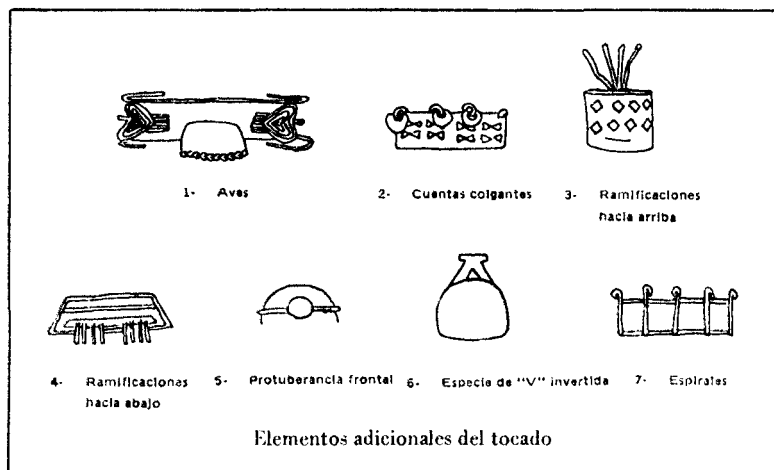 1- Aves
2- Cuentas colgantes
3- Ramificaciones
hacia arriba
4- Ramificaciones
hacia abajo
5- Protuberancia frontal
6- Especie de "V" invertida
7- Espirales
Elementos adicionales del tocado